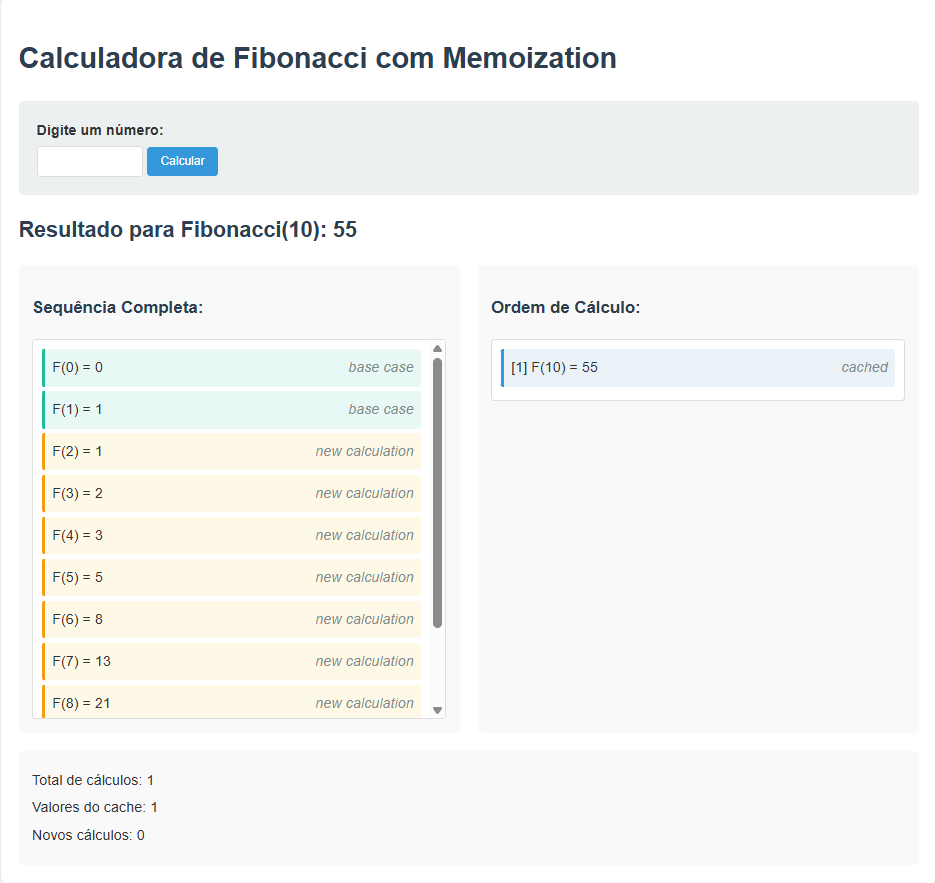 Calculadora de Fibonacci com Memoization
Digite um número:
Calcular
Resultado para Fibonacci(10): 55
Sequência Completa:
F(0) = 0 base case
F(1) = 1 base case
F(2) = 1 new calculation
F(3) = 2 new calculation
F(4) = 3 new calculation
F(5) = 5 new calculation
F(6) = 8 new calculation
F(7) = 13 new calculation
F(8) = 21 new calculation
Ordem de Cálculo:
[1] F(10) = 55 cached
Total de cálculos: 1
Valores do cache: 1
Novos cálculos: 0